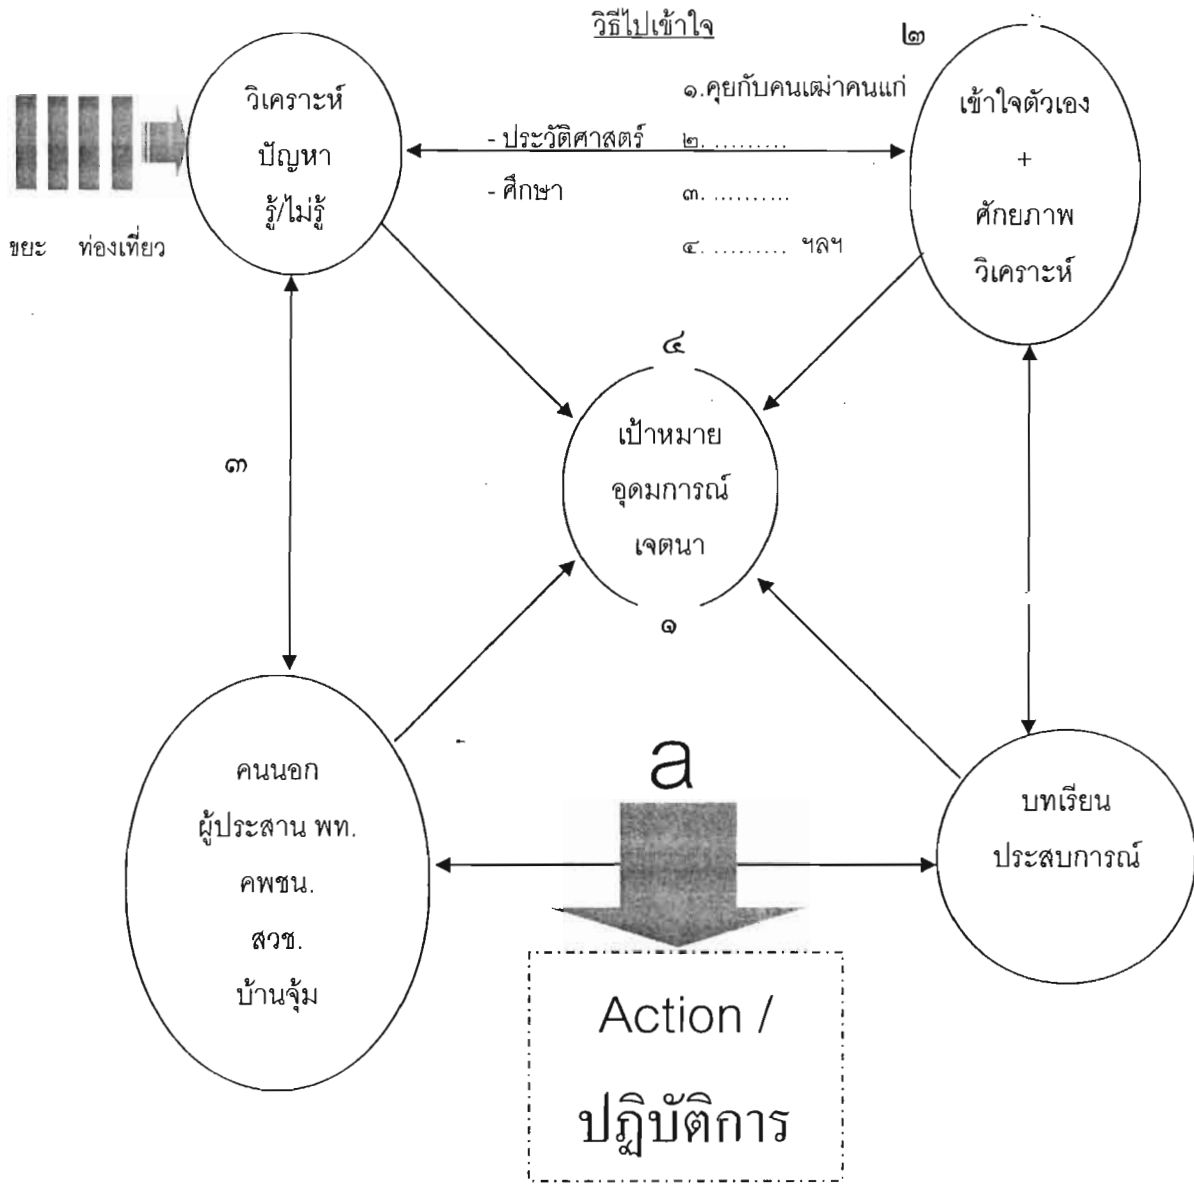 วิธีไปเข้าใจ
๒
วิเคราะห์
ปัญหา
รู้/ไม่รู้
ขยะ ท่องเที่ยว
๑.คุยกับคนเฒ่าคนแก่
- ประวัติศาสตร์ ๒. .........
- ศึกษา ๓. ..........
๔. ......... ฯลฯ
เข้าใจตัวเอง
+
ศักยภาพ
วิเคราะห์
๔
เป้าหมาย
อุดมการณ์
เจตนา
๑
๓
คนนอก
ผู้ประสาน พท.
คพชน.
สวช.
บ้านจุ้ม
a
บทเรียน
ประสบการณ์
Action /
ปฏิบัติการ